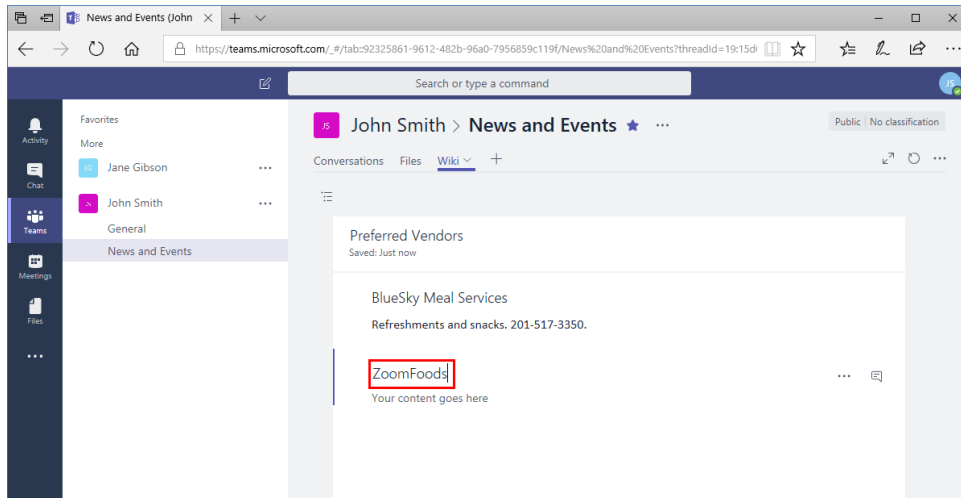 News and Events (John
https://teams.microsoft.com/_#/tab::92325861-9612-482b-96a0-7956859c119f/News%20and%20Events?threadId=19:15d
Search or type a command
JS
Activity
Chat
Teams
Meetings
Files
Favorites
More
JG Jane Gibson
JS John Smith
General
News and Events
JS John Smith > News and Events
Public No classification
Conversations Files Wiki
Preferred Vendors
Saved: Just now
BlueSky Meal Services
Refreshments and snacks. 201-517-3350.
ZoomFoods
Your content goes here